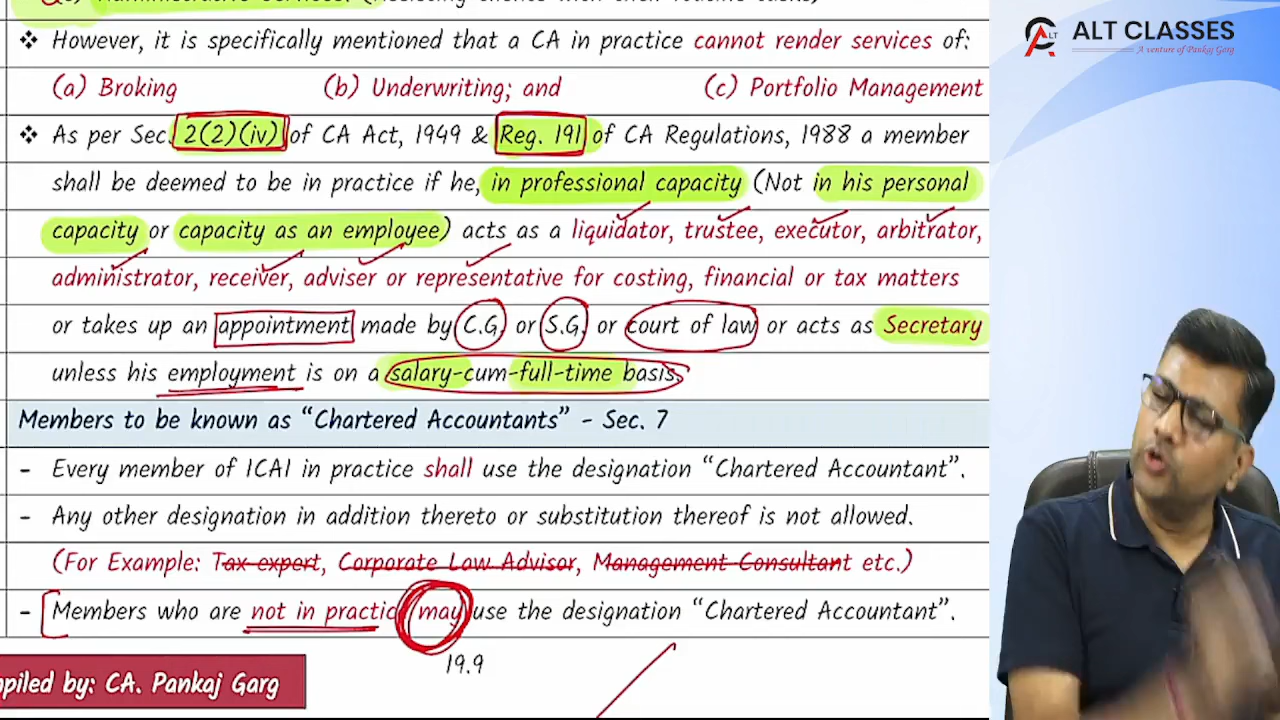 ALT CLASSES
A venture of Pankaj Garg
❖ However, it is specifically mentioned that a CA in practice cannot render services of:
(a) Broking (b) Underwriting; and (c) Portfolio Management
❖ As per Sec. 2(2)(iv) of CA Act, 1949 & Reg. 191 of CA Regulations, 1988 a member
shall be deemed to be in practice if he, in professional capacity (Not in his personal
capacity or capacity as an employee) acts as a liquidator, trustee, executor, arbitrator,
administrator, receiver, adviser or representative for costing, financial or tax matters
or takes up an appointment made by C.G. or S.G. or court of law or acts as Secretary
unless his employment is on a salary-cum-full-time basis.
Members to be known as “Chartered Accountants” - Sec. 7
- Every member of ICAI in practice shall use the designation “Chartered Accountant”.
- Any other designation in addition thereto or substitution thereof is not allowed.
(For Example: Tax expert, Corporate Law Advisor, Management Consultant etc.)
- Members who are not in practice may use the designation “Chartered Accountant”.
19.9
mpiled by: CA. Pankaj Garg